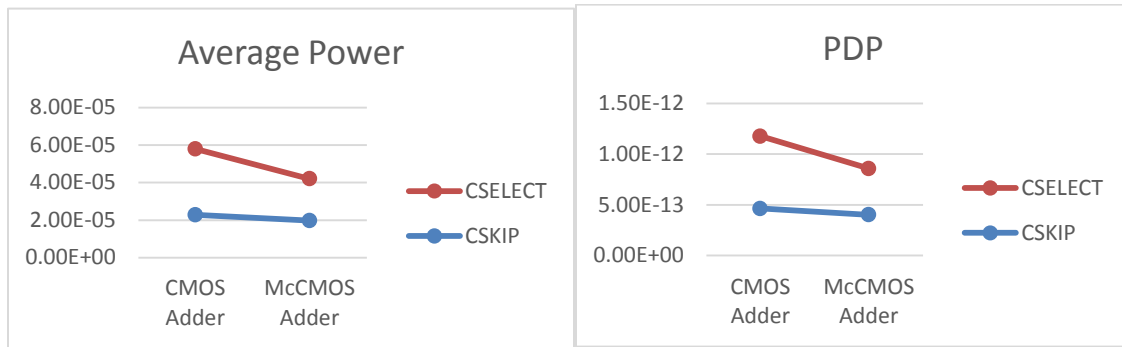 Average Power
8.00E-05
6.00E-05
4.00E-05
2.00E-05
0.00E+00
CMOS
Adder
McCMOS
Adder
CSELECT
CSKIP
PDP
1.50E-12
1.00E-12
5.00E-13
0.00E+00
CMOS
Adder
McCMOS
Adder
CSELECT
CSKIP